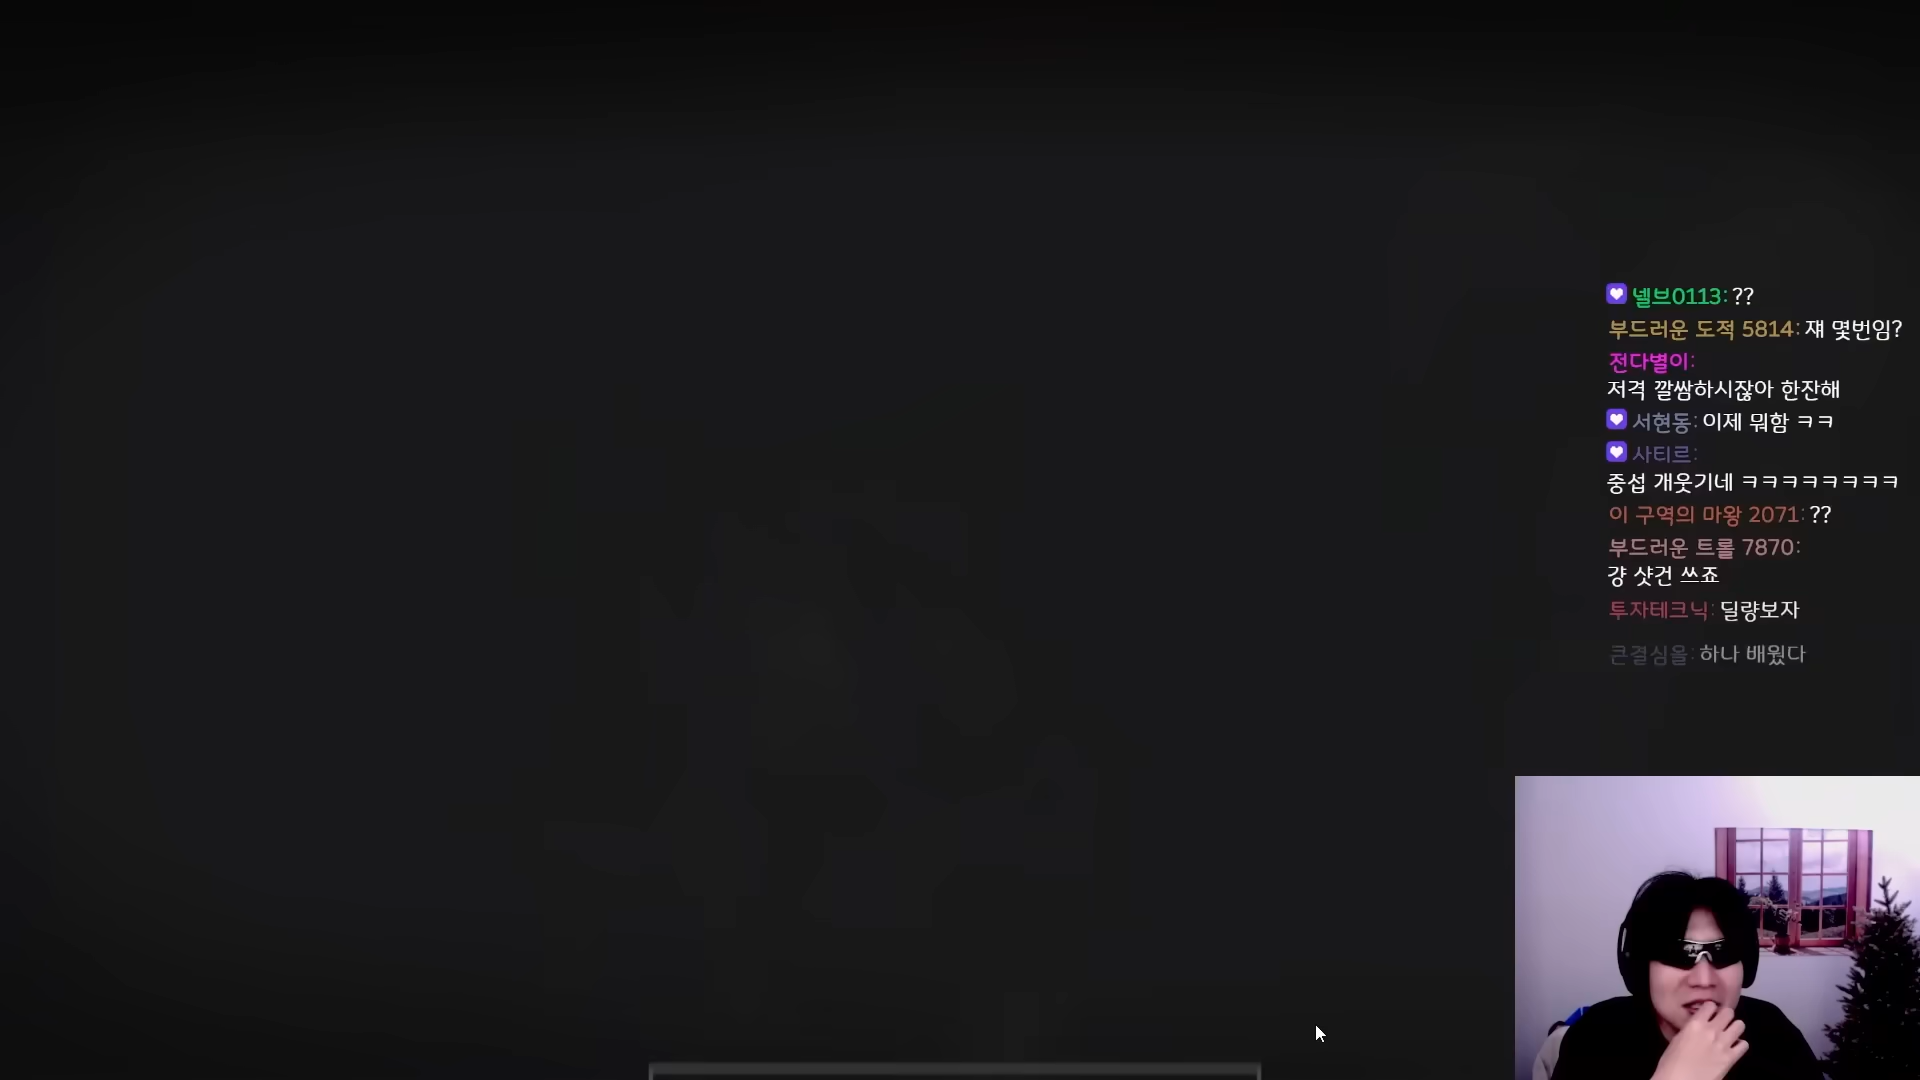 넬브0113: ??
부드러운 도적 5814: 쟤 몇번임?
전다별이:
저격 깔쌈하시잖아 한잔해
서현동: 이제 뭐함 ㅋㅋ
사티르:
중섭 개웃기네 ㅋㅋㅋㅋㅋㅋㅋㅋ
이 구역의 마왕 2071: ??
부드러운 트롤 7870:
걍 샷건 쓰죠
투자테크닉: 딜량보자
큰결심올: 하나 배웠다